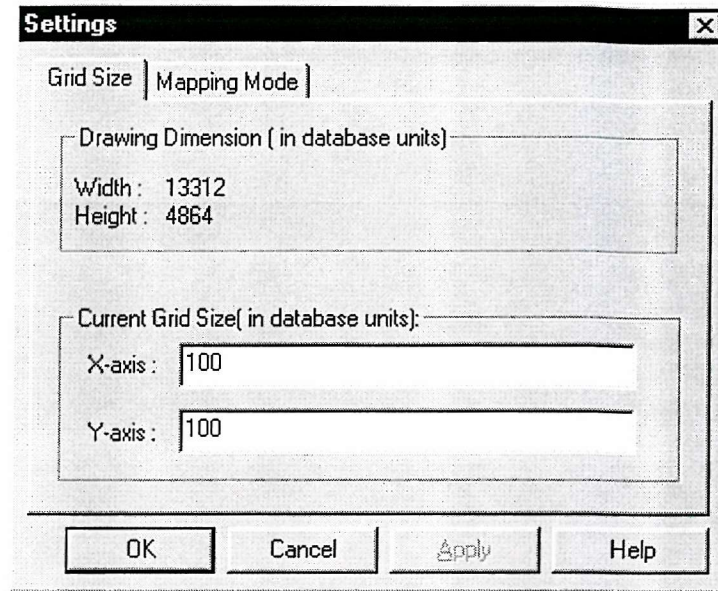 Settings
Grid Size
Mapping Mode
Drawing Dimension ( in database units)
Width : 13312
Height : 4864
Current Grid Size( in database units):
X-axis : 100
Y-axis : 100
OK
Cancel
Apply
Help